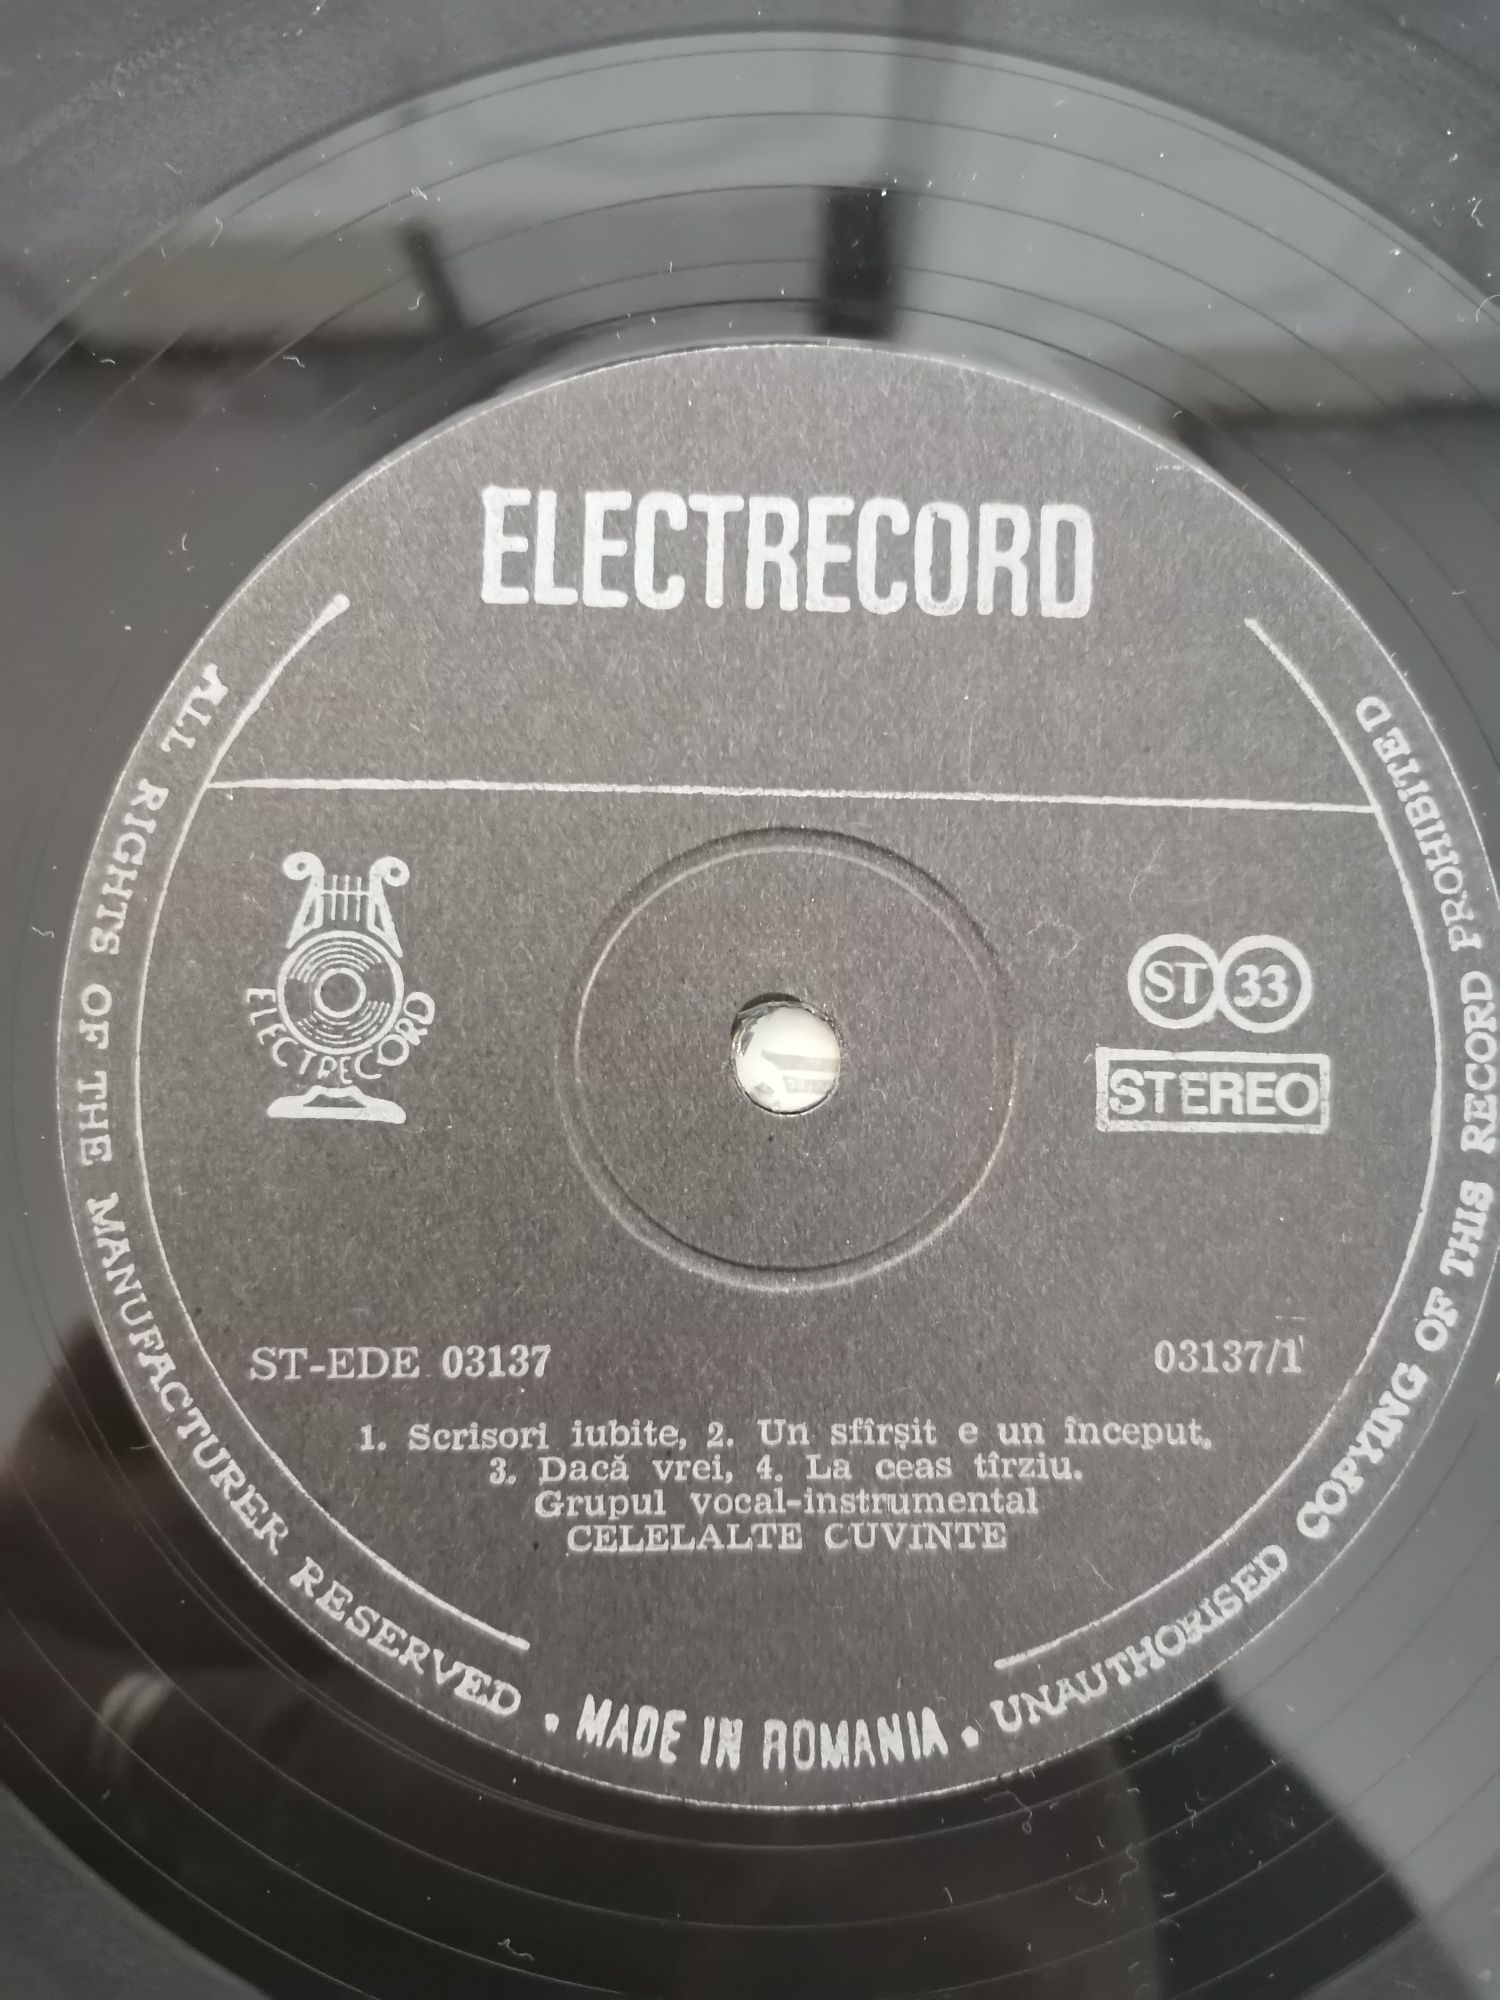 ELECTRECORD
ELECTRECORD
ST 33
STEREO
ST-EDE 03137
03137/1
1. Scrisori iubite, 2. Un sfîrșit e un început,
3. Dacă vrei, 4. La ceas tîrziu.
Grupul vocal-instrumental
CELELALTE CUVINTE
ALL RIGHTS OF THE MANUFACTURER RESERVED • MADE IN ROMANIA • UNAUTHORISED COPYING OF THIS RECORD PROHIBITED